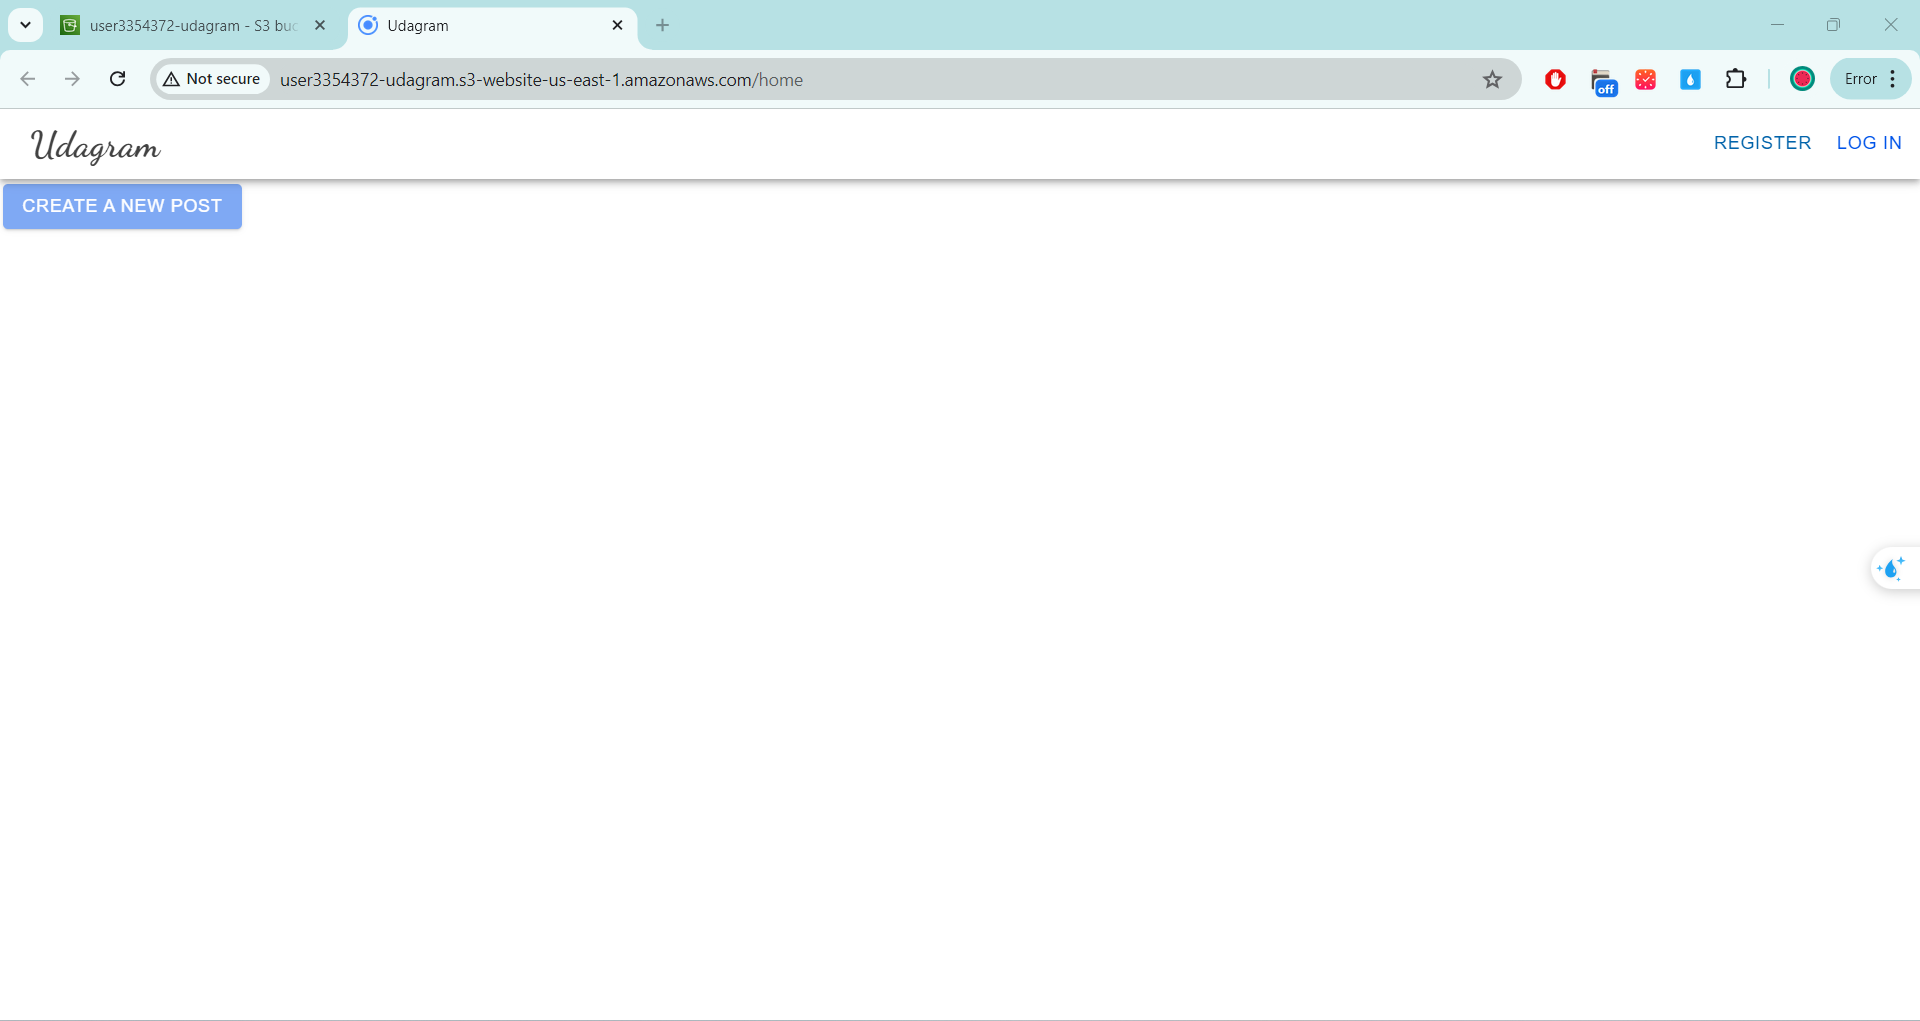 user3354372-udagram - S3 buc
Udagram
Not secure
user3354372-udagram.s3-website-us-east-1.amazonaws.com/home
off
Error
Udagram
REGISTER
LOG IN
CREATE A NEW POST